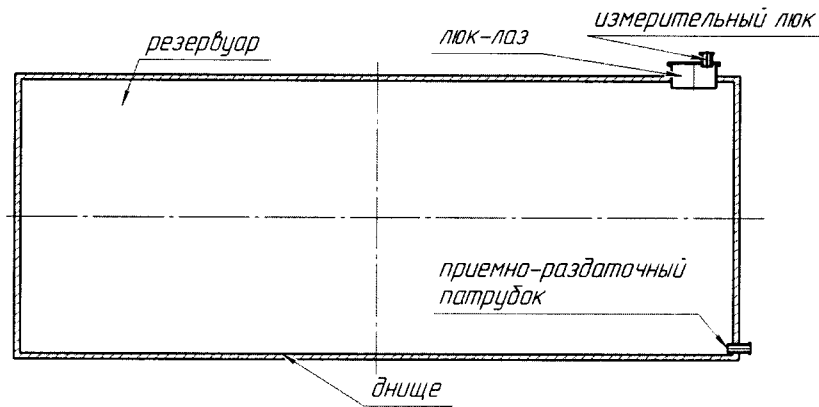 измерительный люк
резервуар
люк-лаз
приемно-раздаточный
патрубок
днище